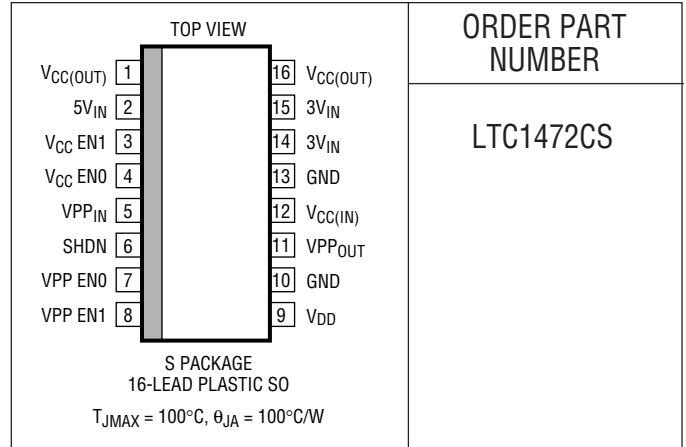 TOP VIEW
V_CC(OUT) 1
5V_IN 2
V_CC EN1 3
V_CC EN0 4
VPP_IN 5
SHDN 6
VPP EN0 7
VPP EN1 8
16 V_CC(OUT)
15 3V_IN
14 3V_IN
13 GND
12 V_CC(IN)
11 VPP_OUT
10 GND
9 V_DD
S PACKAGE
16-LEAD PLASTIC SO
T_JMAX = 100°C, θ_JA = 100°C/W
ORDER PART
NUMBER
LTC1472CS